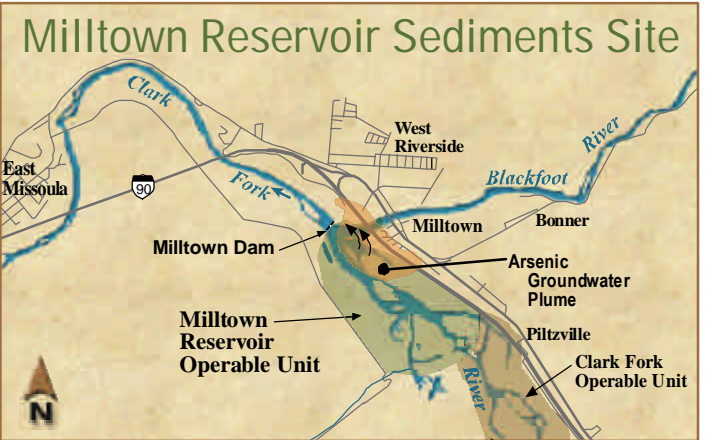 Milltown Reservoir Sediments Site
Clark
Fork
West
Riverside
River
Blackfoot
East
Missoula
90
Milltown
Bonner
Milltown Dam
Arsenic
Groundwater
Plume
Milltown
Reservoir
Operable Unit
Piltzville
Clark Fork
Operable Unit
River
N